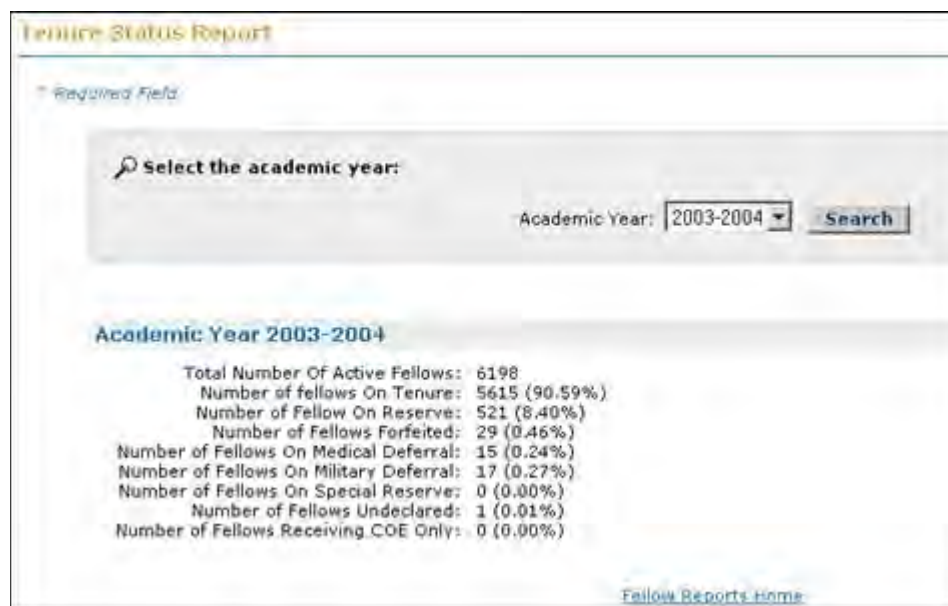 Tenure Status Report
* Required Field
Select the academic year:
Academic Year: 2003-2004 Search
Academic Year 2003-2004
Total Number Of Active Fellows: 6198
Number of fellows On Tenure: 5615 (90.59%)
Number of Fellow On Reserve: 521 (8.40%)
Number of Fellows Forfeited: 29 (0.46%)
Number of Fellows On Medical Deferral: 15 (0.24%)
Number of Fellows On Military Deferral: 17 (0.27%)
Number of Fellows On Special Reserve: 0 (0.00%)
Number of Fellows Undeclared: 1 (0.01%)
Number of Fellows Receiving COE Only: 0 (0.00%)
Fellow Reports Home